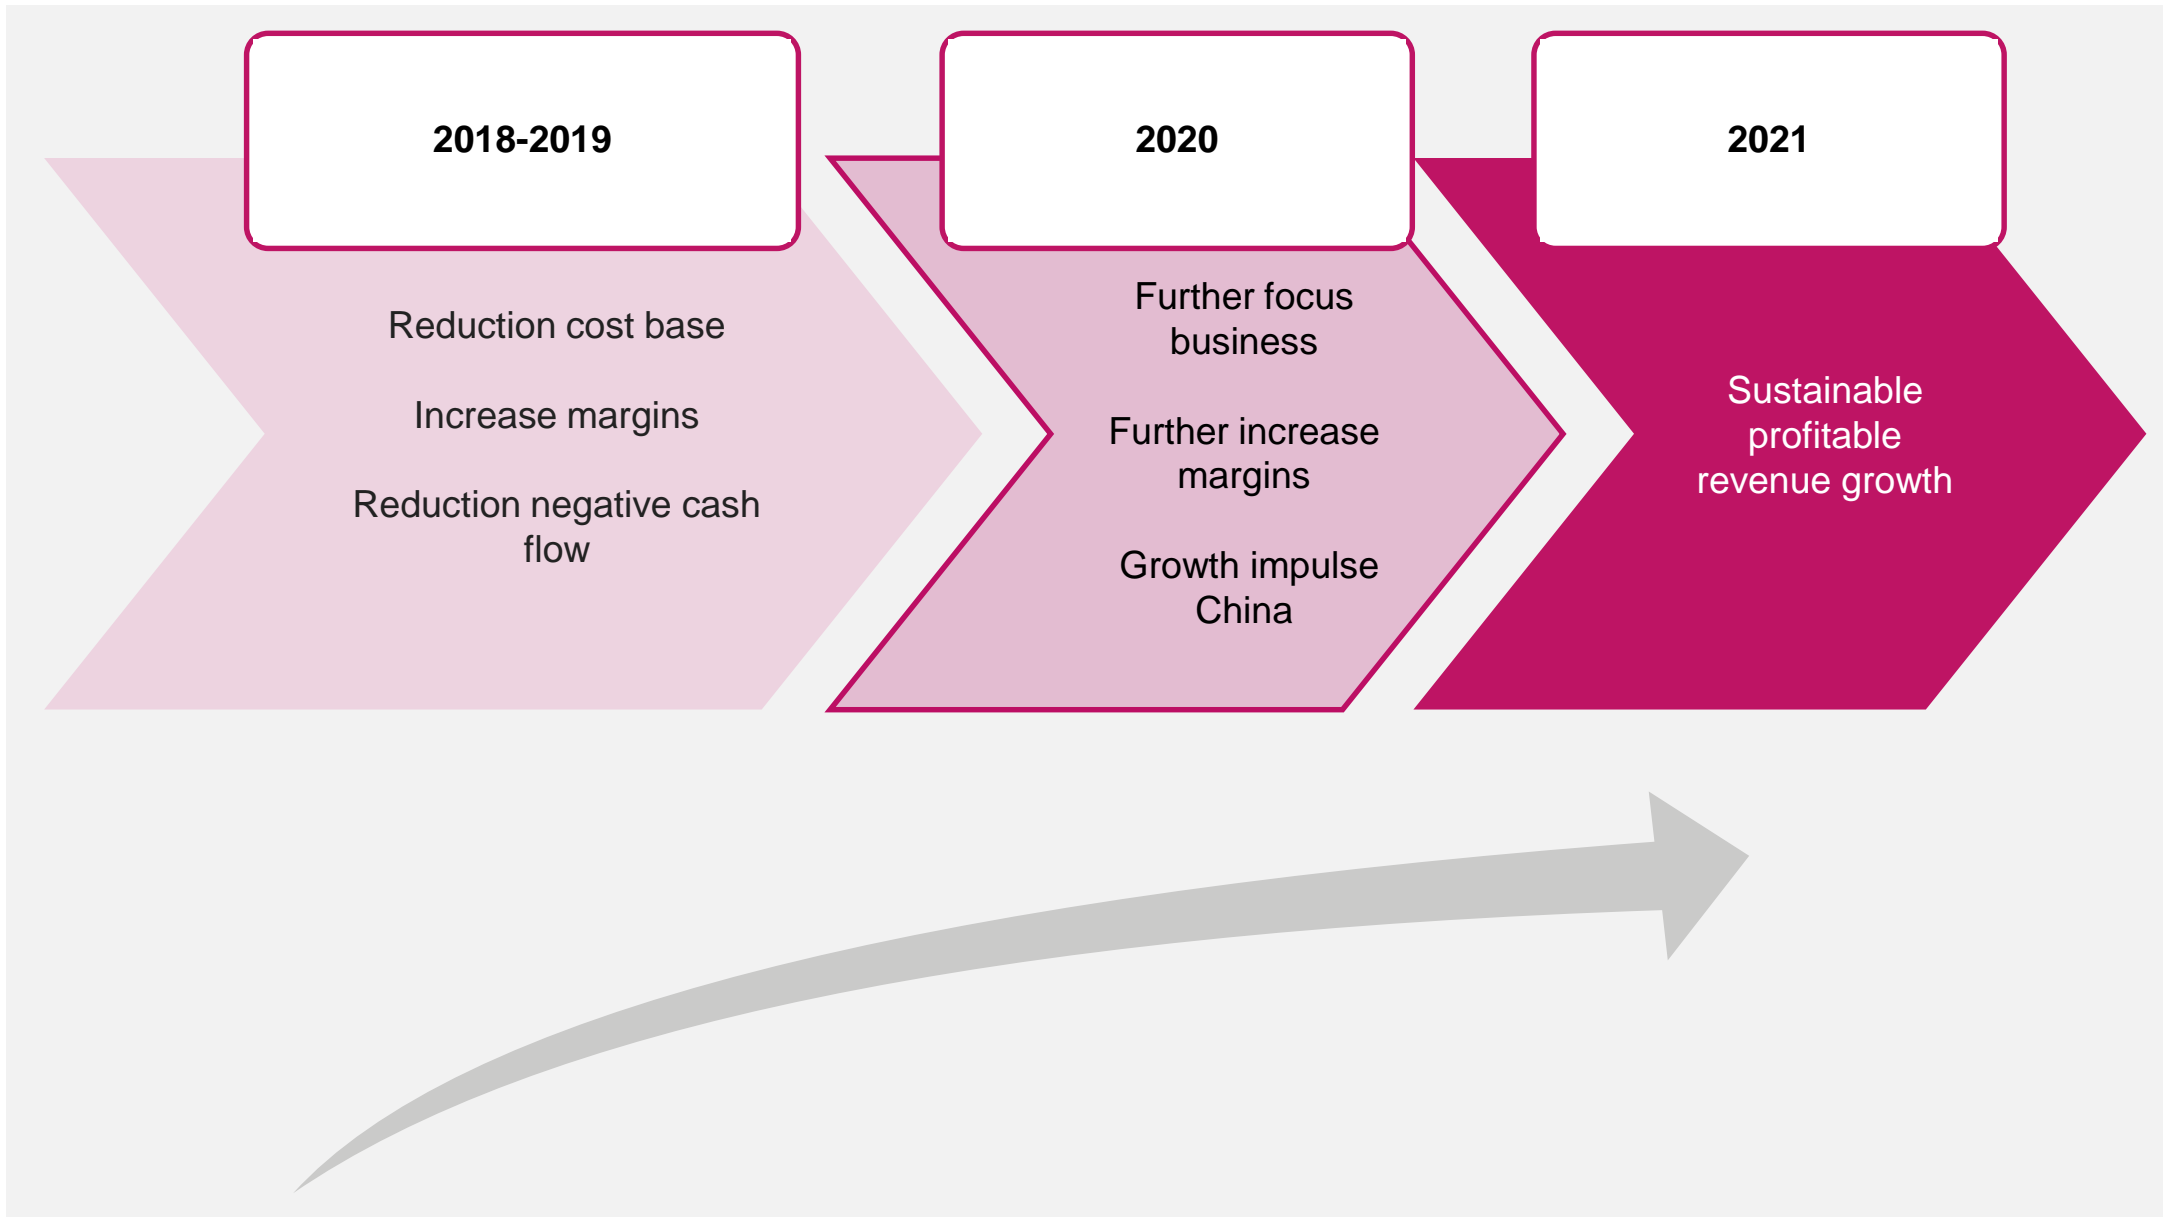 2018-2019
Reduction cost base
Increase margins
Reduction negative cash
flow
2020
Further focus
business
Further increase
margins
Growth impulse
China
2021
Sustainable
profitable
revenue growth